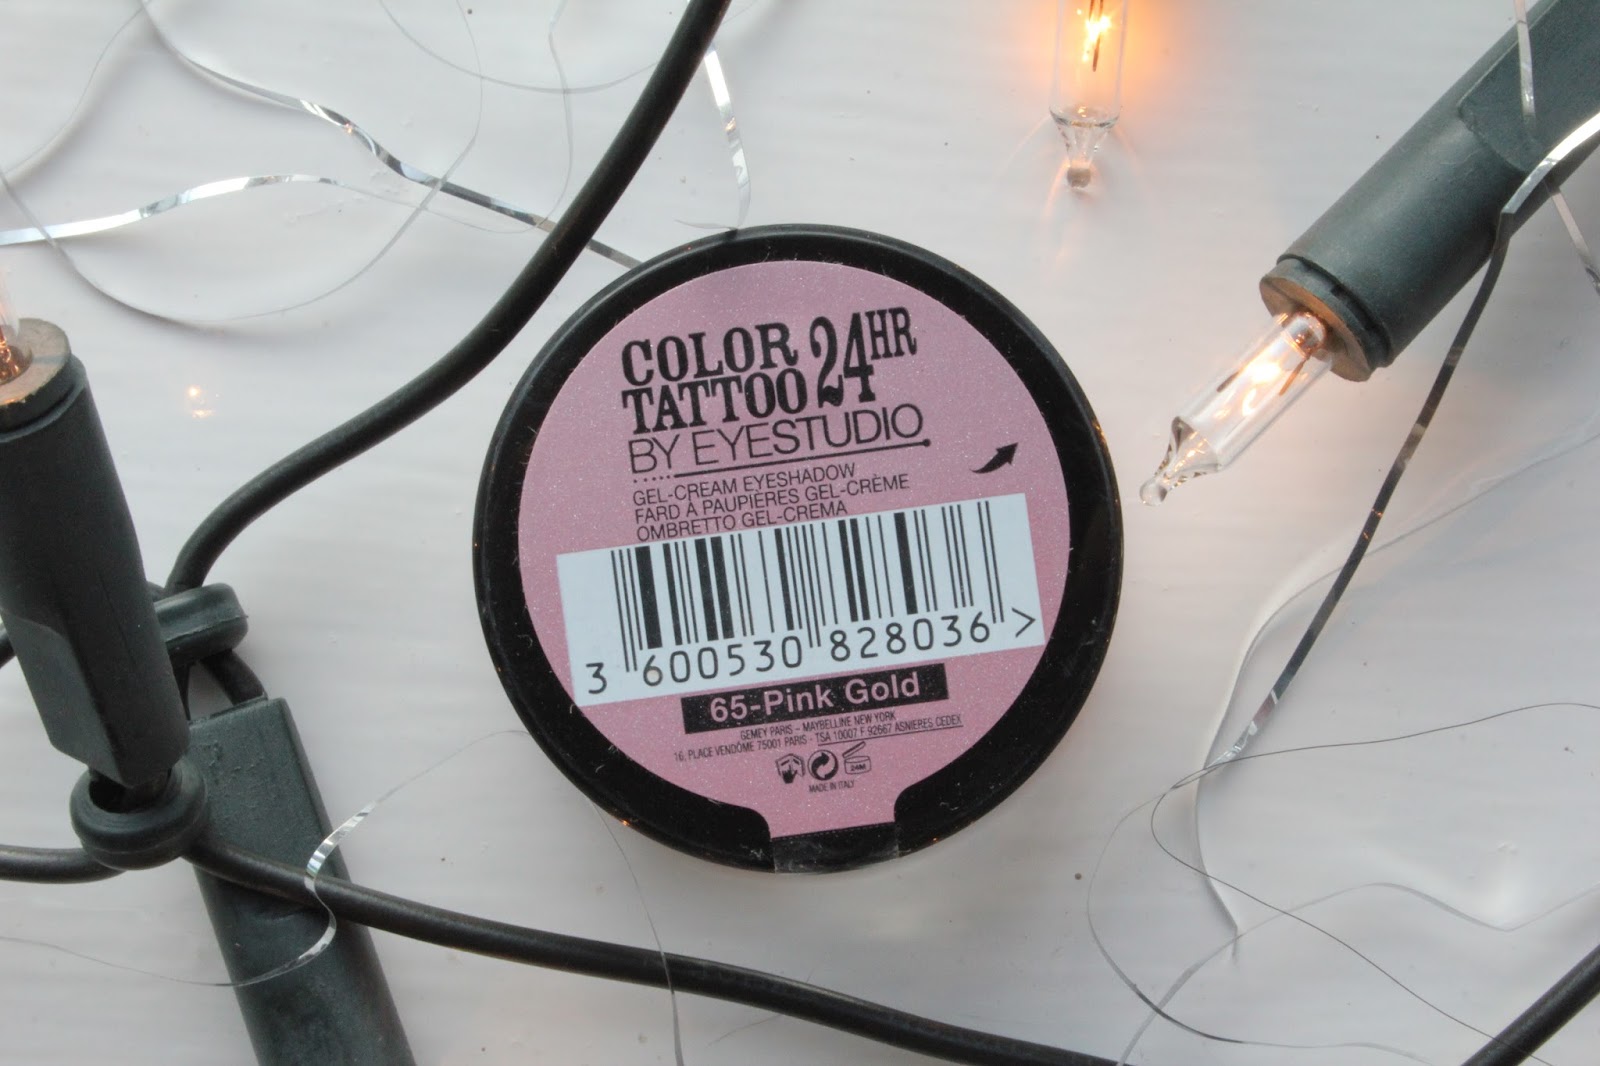 COLOR 24HR
TATTOO
BY EYESTUDIO
GEL-CREAM EYESHADOW
FARD À PAUPIÈRES GEL-CRÈME
OMBRETTO GEL-CREMA
3 600530 828036 >
65-Pink Gold
GEMEY PARIS - MAYBELLINE NEW YORK
16, PLACE VENDÔME 75001 PARIS - TSA 10007 F 92667 ASNIERES CEDEX
24M
MADE IN ITALY